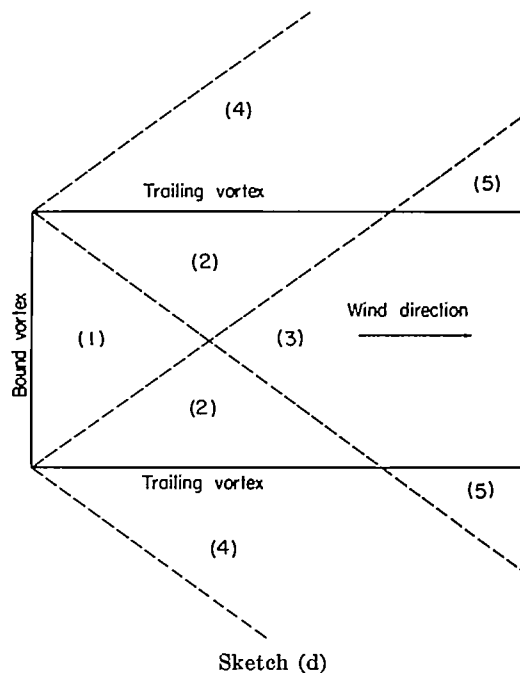 (4)
(5)
Trailing vortex
(2)
Bound vortex
(1)
(3)
Wind direction
(2)
Trailing vortex
(5)
(4)
Sketch (d)